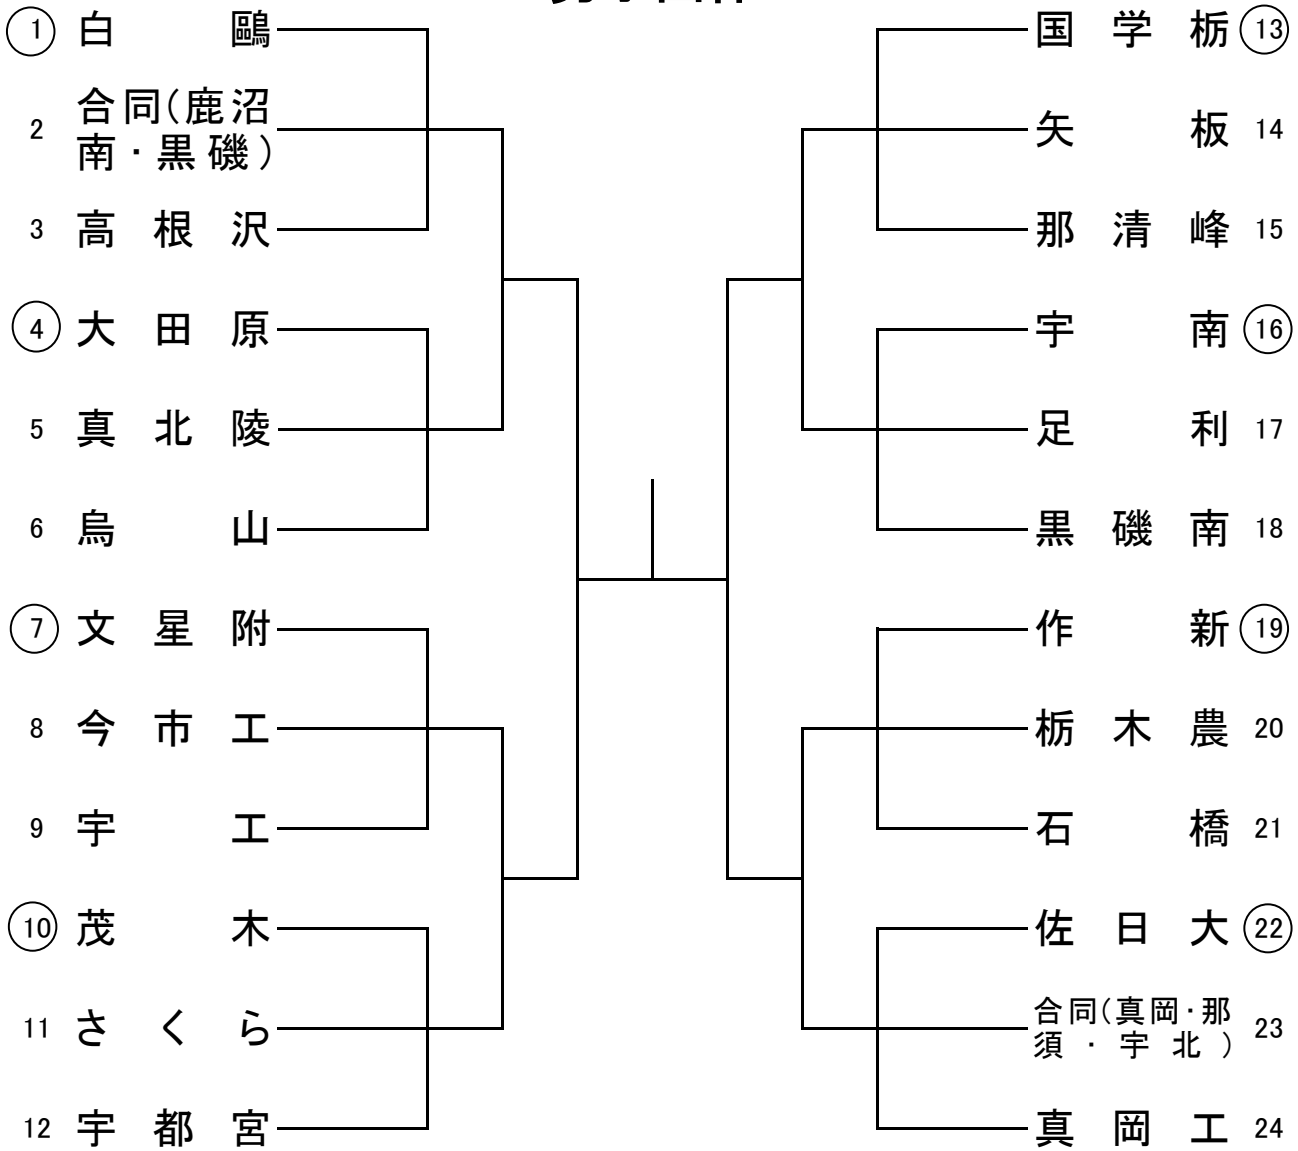 1 白鷗
2 合同(鹿沼
南・黒磯)
3 高根沢
4 大田原
5 真北陵
6 烏山
7 文星附
8 今市工
9 宇工
10 茂木
11 さくら
12 宇都宮
国学栃 13
矢板 14
那清峰 15
宇南 16
足利 17
黒磯南 18
作新 19
栃木農 20
石橋 21
佐日大 22
合同(真岡・那
須・宇北) 23
真岡工 24